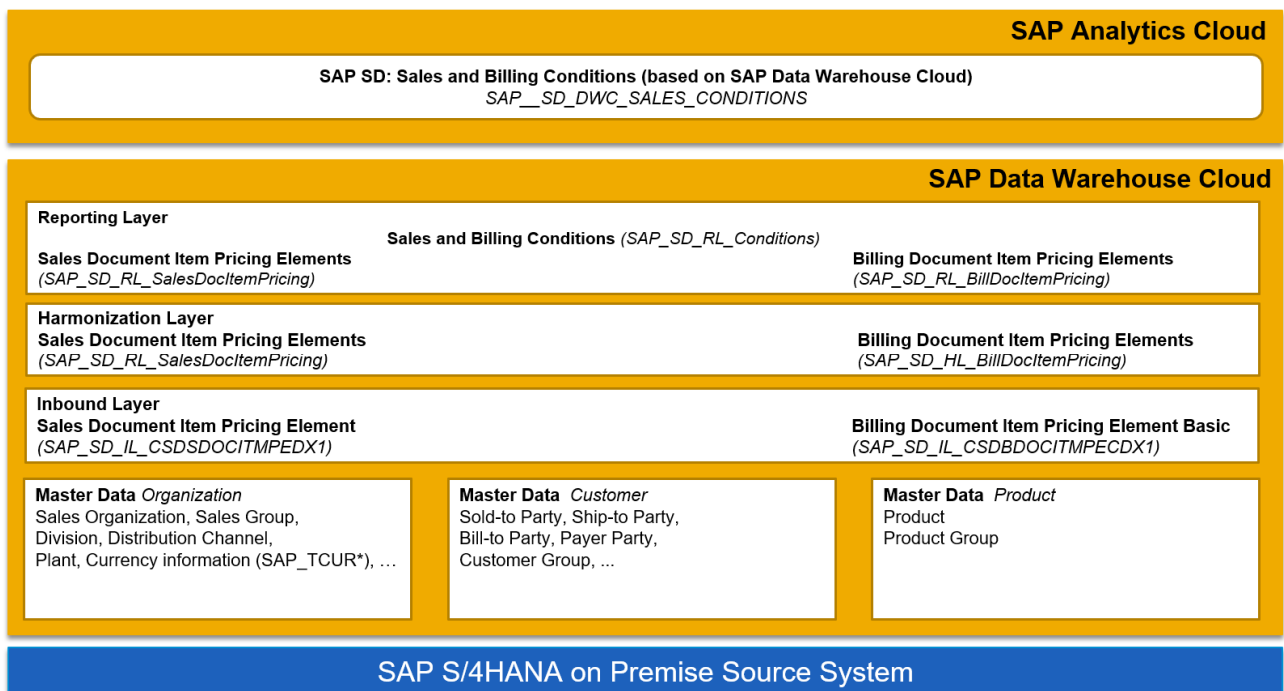 SAP Analytics Cloud
SAP SD: Sales and Billing Conditions (based on SAP Data Warehouse Cloud)
SAP__SD_DWC_SALES_CONDITIONS
SAP Data Warehouse Cloud
Reporting Layer
Sales and Billing Conditions (SAP_SD_RL_Conditions)
Sales Document Item Pricing Elements
(SAP_SD_RL_SalesDocItemPricing)
Billing Document Item Pricing Elements
(SAP_SD_RL_BillDocItemPricing)
Harmonization Layer
Sales Document Item Pricing Elements
(SAP_SD_RL_SalesDocItemPricing)
Billing Document Item Pricing Elements
(SAP_SD_HL_BillDocItemPricing)
Inbound Layer
Sales Document Item Pricing Element
(SAP_SD_IL_CSDSDOCITMPEDX1)
Billing Document Item Pricing Element Basic
(SAP_SD_IL_CSDBDOCITMPECDX1)
Master Data Organization
Sales Organization, Sales Group,
Division, Distribution Channel,
Plant, Currency information (SAP_TCUR*), …
Master Data Customer
Sold-to Party, Ship-to Party,
Bill-to Party, Payer Party,
Customer Group, ...
Master Data Product
Product
Product Group
SAP S/4HANA on Premise Source System